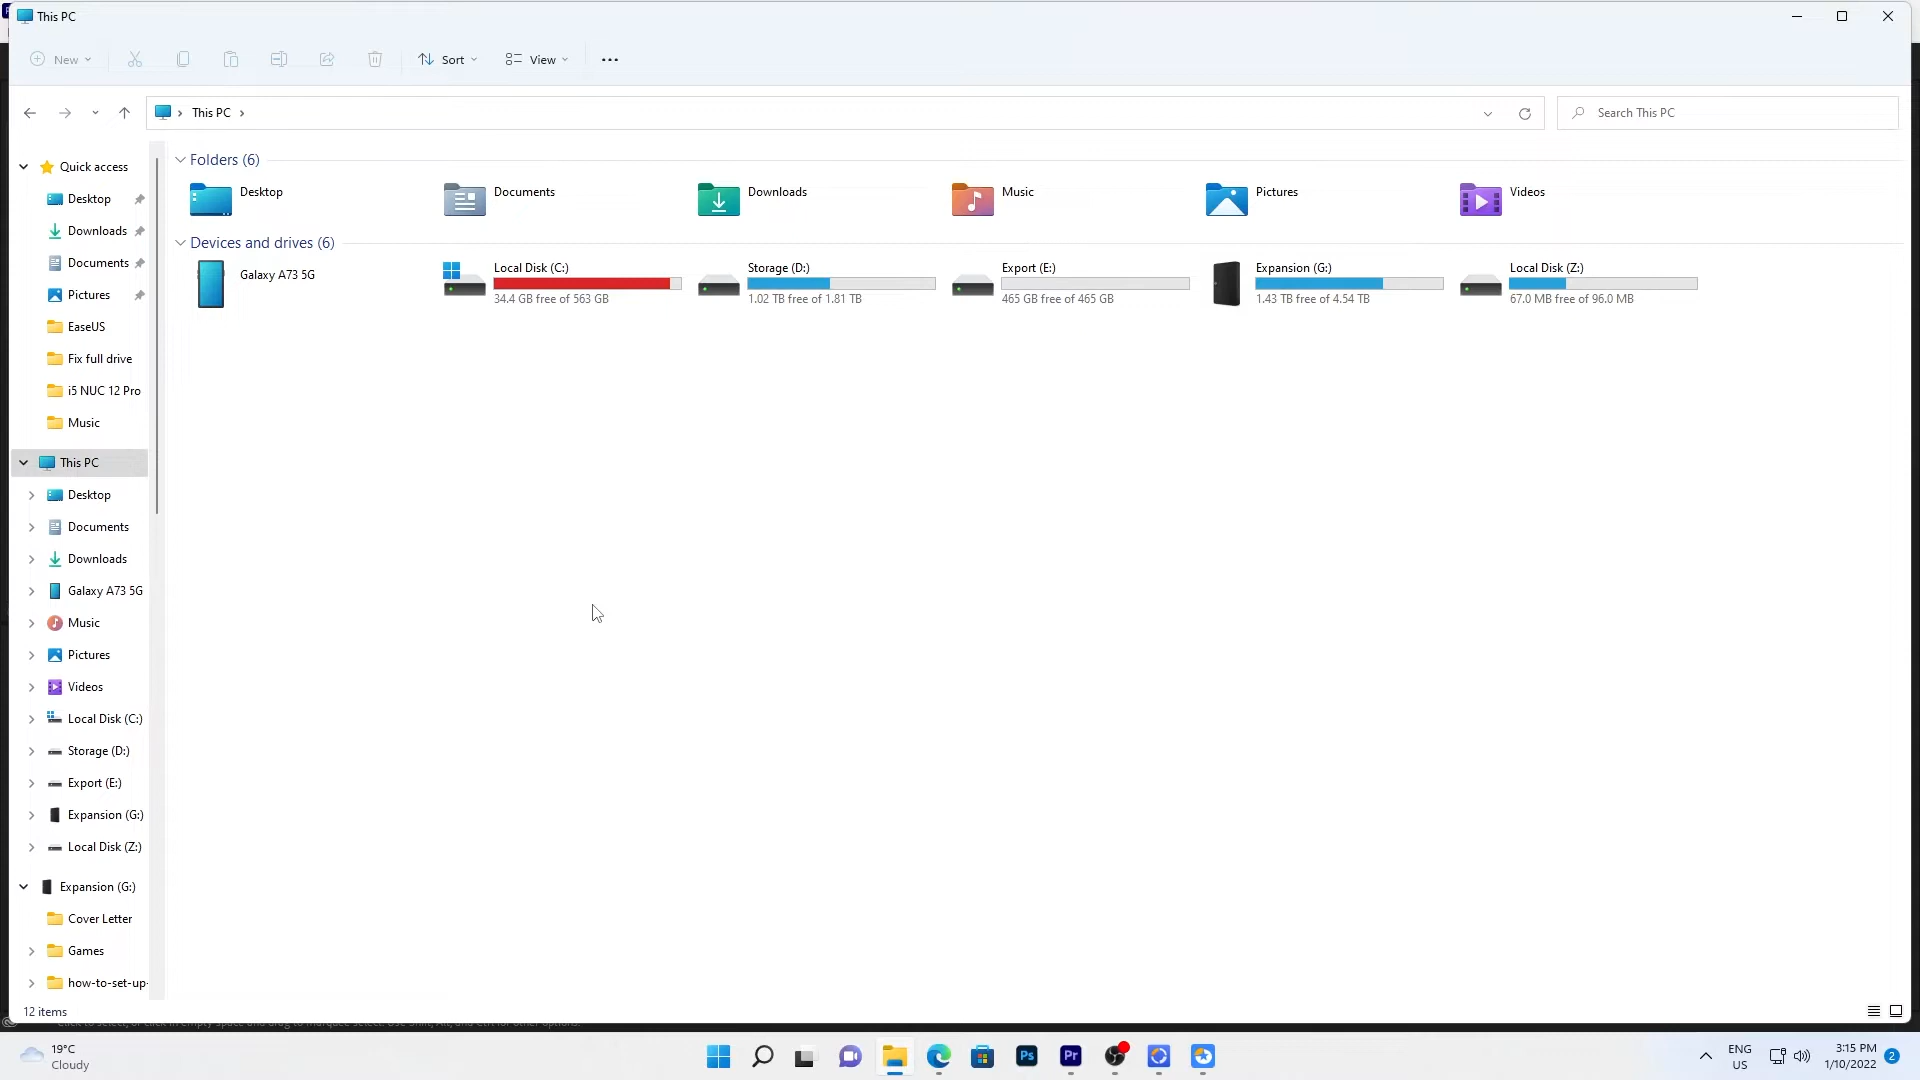 This PC
New
Sort
View
This PC
Search This PC
Quick access
Desktop
Downloads
Documents
Pictures
EaseUS
Fix full drive
i5 NUC 12 Pro
Music
This PC
Desktop
Documents
Downloads
Galaxy A73 5G
Music
Pictures
Videos
Local Disk (C:)
Storage (D:)
Export (E:)
Expansion (G:)
Local Disk (Z:)
Expansion (G:)
Cover Letter
Games
how-to-set-up-
Folders (6)
Desktop
Documents
Downloads
Music
Pictures
Videos
Devices and drives (6)
Galaxy A73 5G
Local Disk (C:)
34.4 GB free of 563 GB
Storage (D:)
1.02 TB free of 1.81 TB
Export (E:)
465 GB free of 465 GB
Expansion (G:)
1.43 TB free of 4.54 TB
Local Disk (Z:)
67.0 MB free of 96.0 MB
12 items
19°C
Cloudy
Ps
Pr
ENG
US
3:15 PM
1/10/2022
2